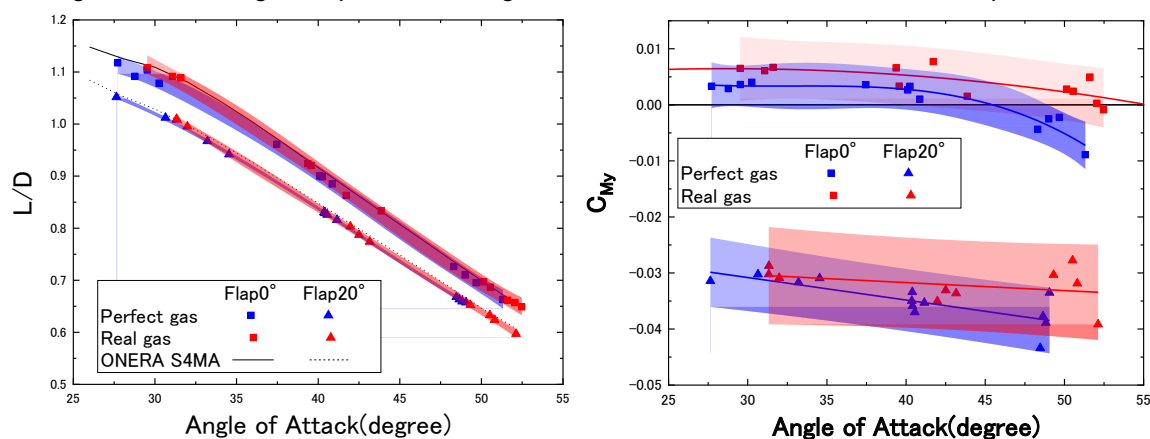 1.2
1.1
1.0
0.9
0.8
0.7
0.6
0.5
L/D
Flap0° Flap20°
Perfect gas
Real gas
ONERA S4MA
25 30 35 40 45 50 55
Angle of Attack(degree)
0.01
0.00
−0.01
−0.02
−0.03
−0.04
−0.05
CMy
Flap0° Flap20°
Perfect gas
Real gas
25 30 35 40 45 50 55
Angle of Attack(degree)